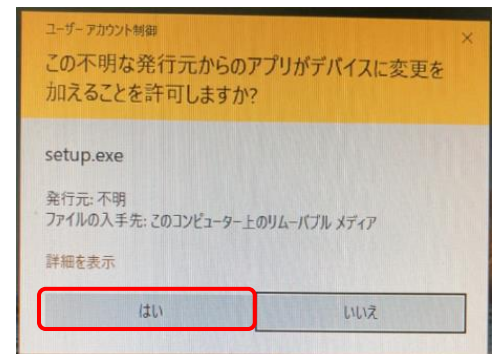 ユーザー アカウント制御
×
この不明な発行元からのアプリがデバイスに変更を
加えることを許可しますか?
setup.exe
発行元: 不明
ファイルの入手先: このコンピューター上のリムーバブル メディア
詳細を表示
はい
いいえ